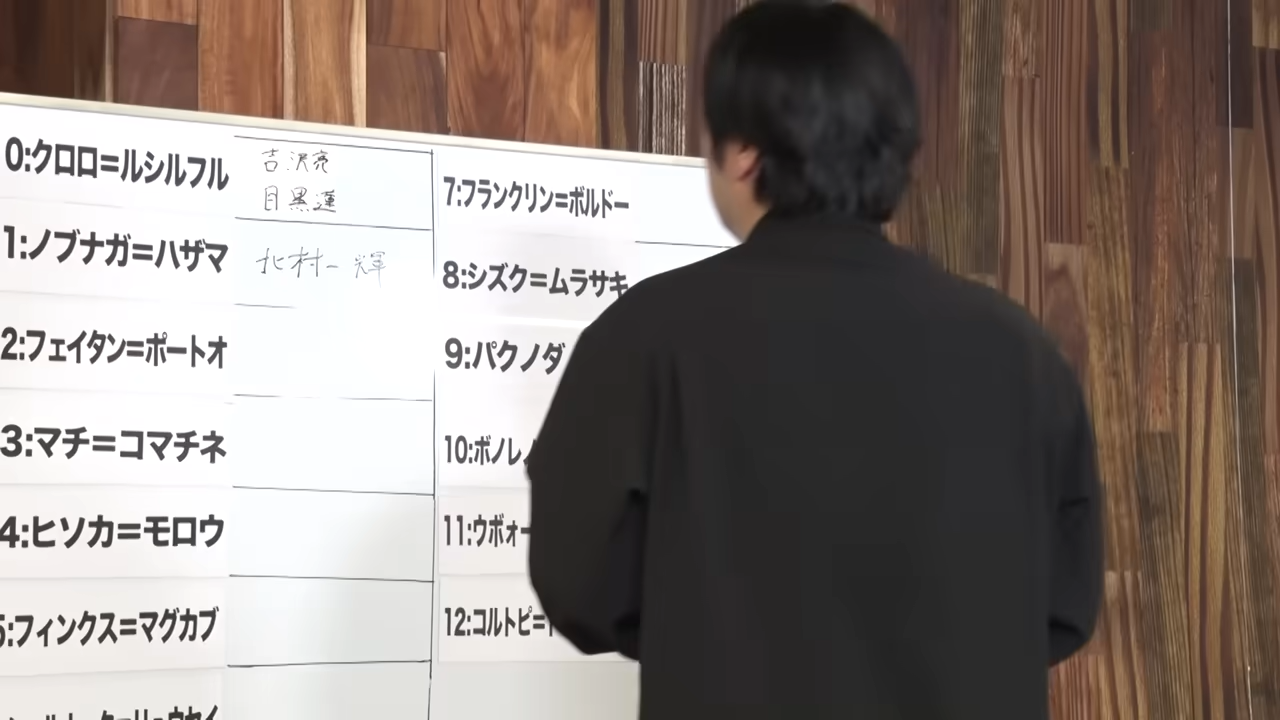 0:クロロ=ルシルフル
吉沢亮
目黒蓮
1:ノブナガ=ハザマ
北村一輝
2:フェイタン=ポートオ
3:マチ=コマチネ
4:ヒソカ=モロウ
5:フィンクス=マグカブ
7:フランクリン=ボルドー
8:シズク=ムラサキ
9:パクノダ
10:ボノレノ
11:ウボォー
12:コルトピ=